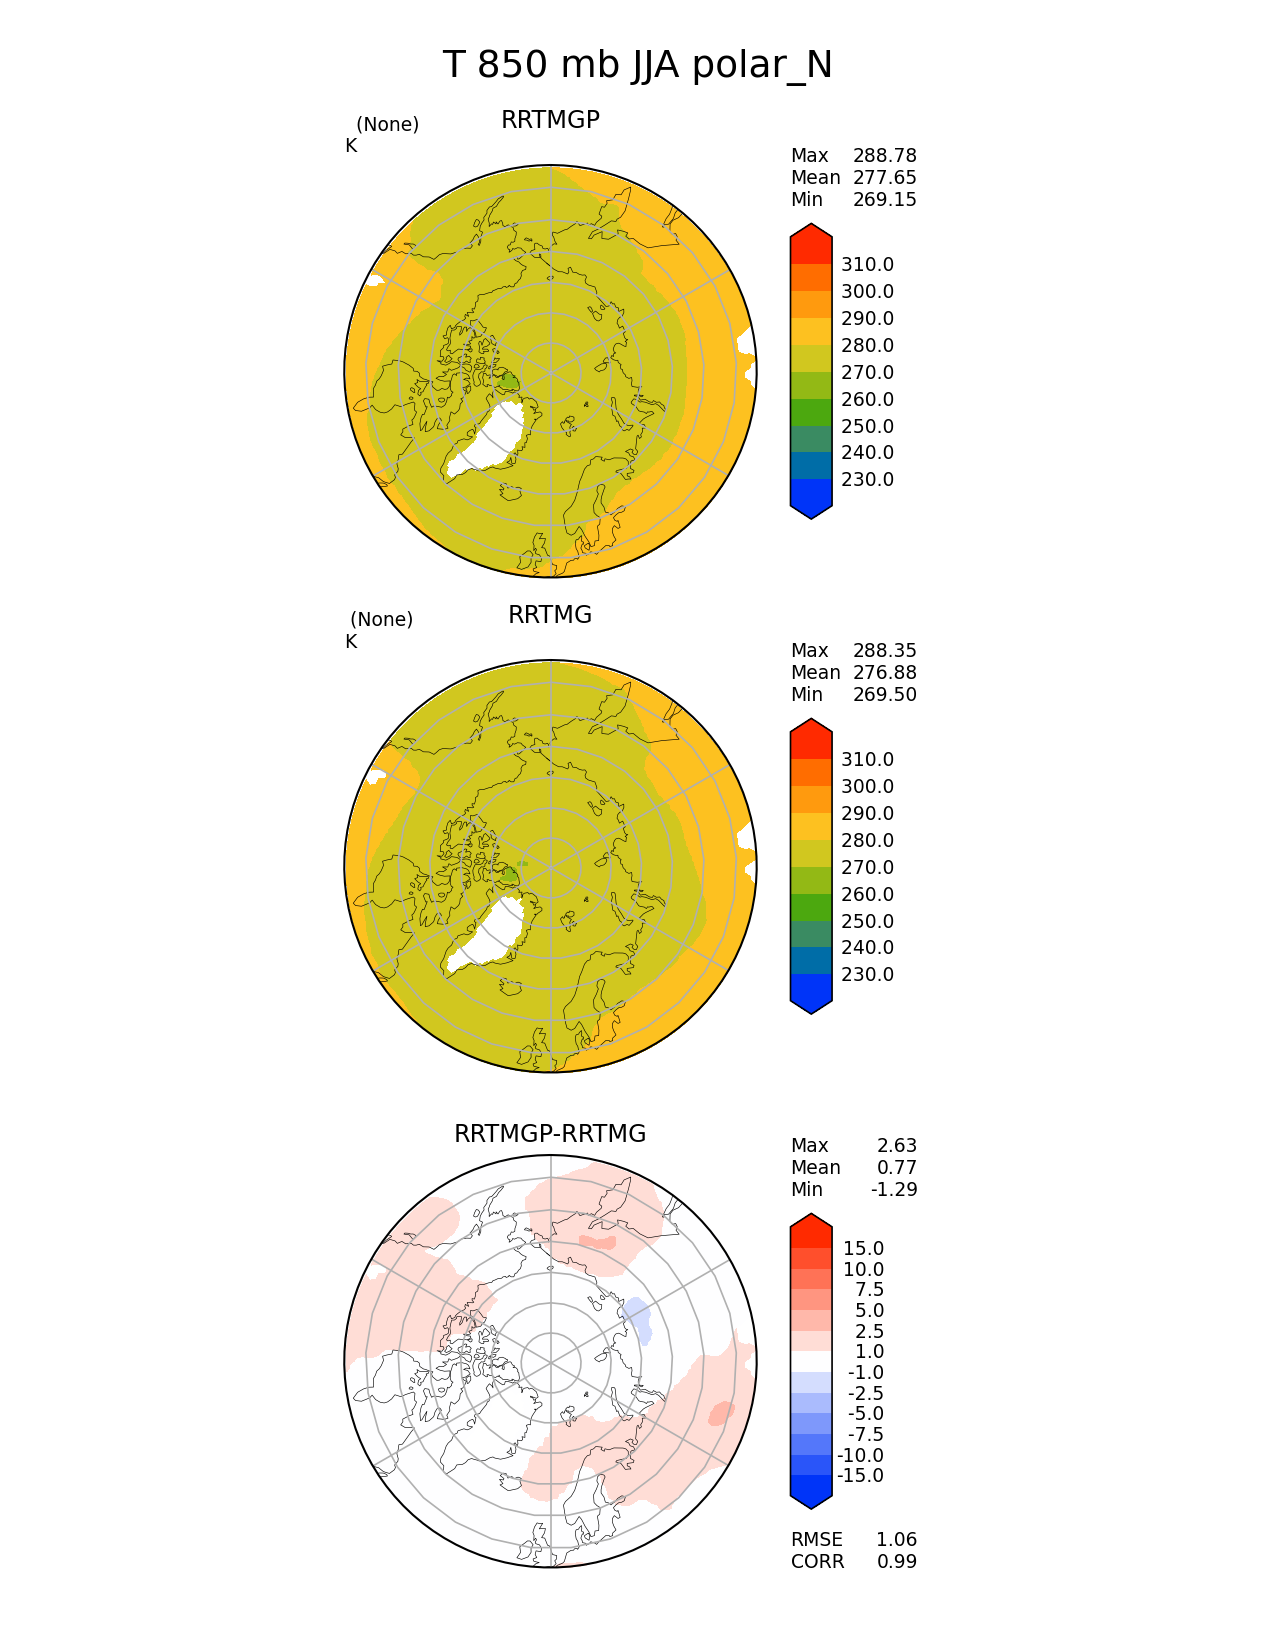 T 850 mb JJA polar_N
RRTMGP
(None)
K
Max 288.78
Mean 277.65
Min 269.15
310.0
300.0
290.0
280.0
270.0
260.0
250.0
240.0
230.0
RRTMG
(None)
K
Max 288.35
Mean 276.88
Min 269.50
310.0
300.0
290.0
280.0
270.0
260.0
250.0
240.0
230.0
RRTMGP-RRTMG
Max 2.63
Mean 0.77
Min -1.29
15.0
10.0
7.5
5.0
2.5
1.0
-1.0
-2.5
-5.0
-7.5
-10.0
-15.0
RMSE 1.06
CORR 0.99